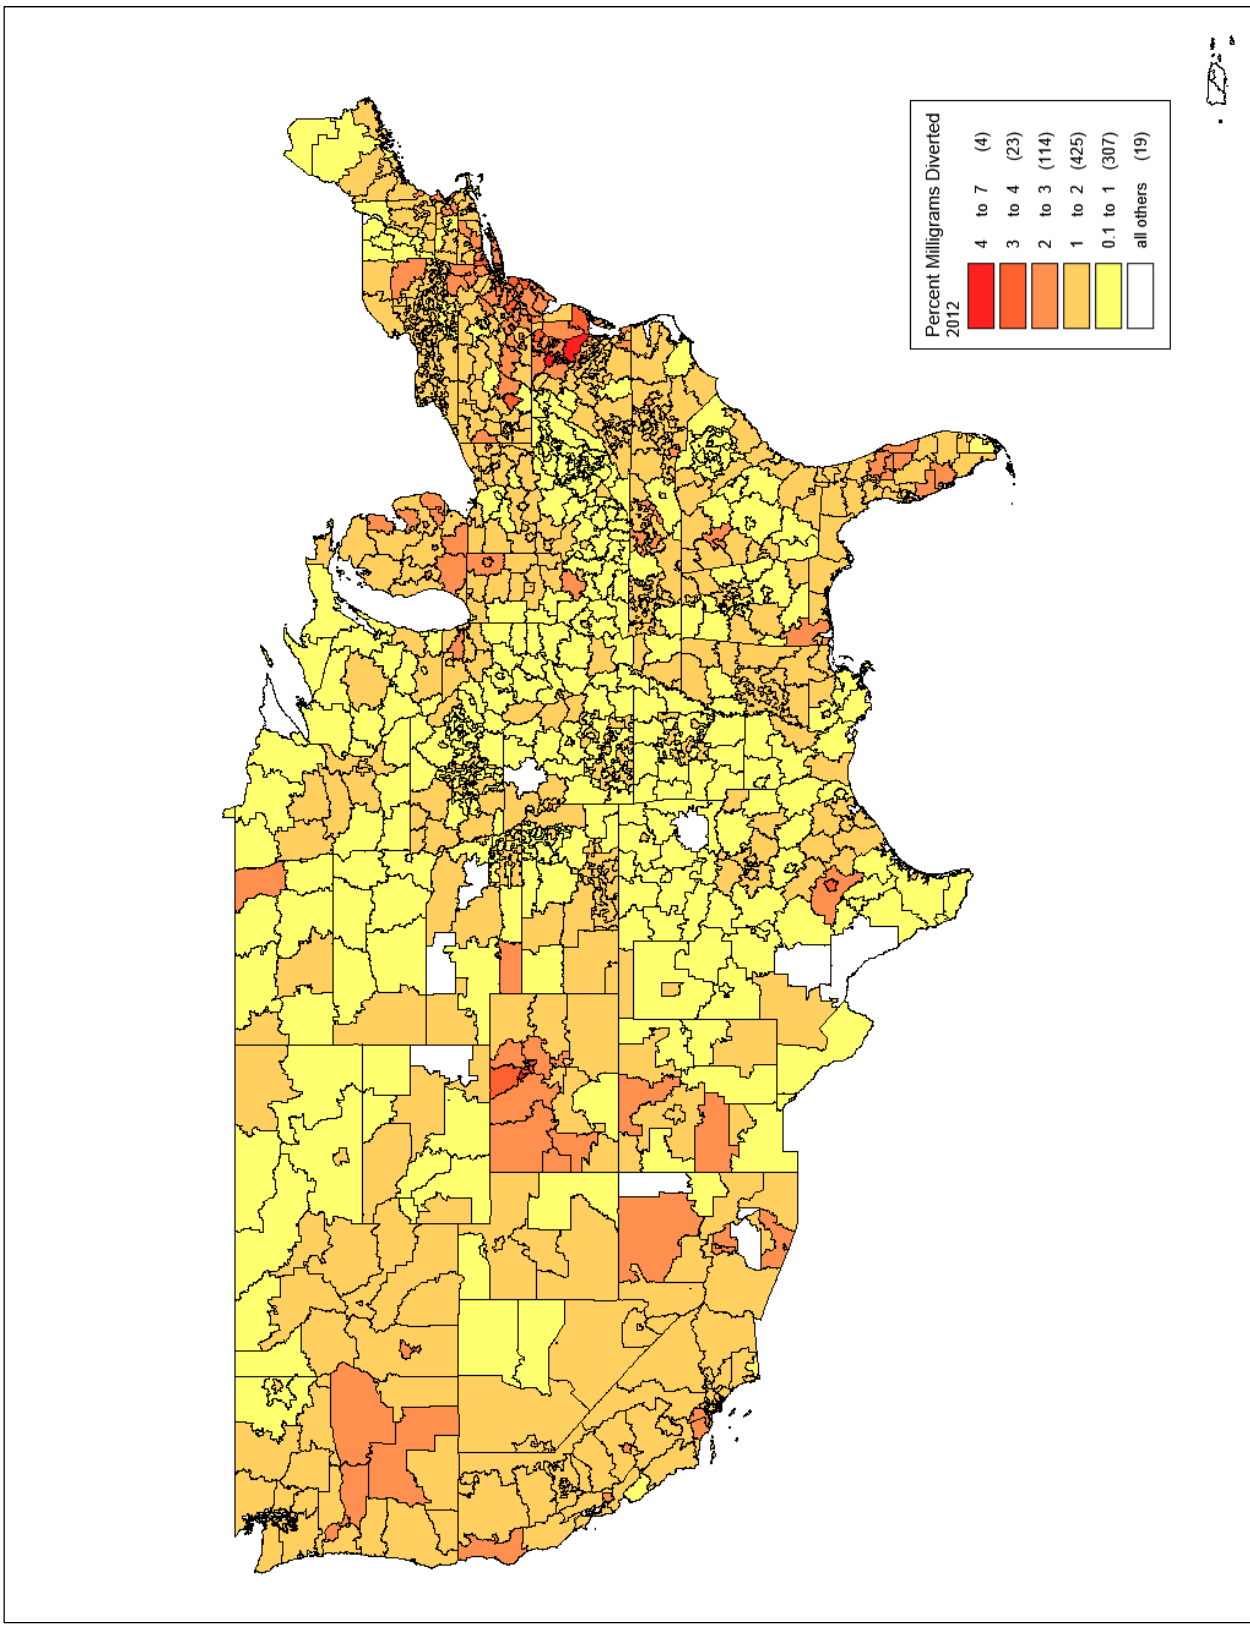 Percent Milligrams Diverted
2012
4 to 7 (4)
3 to 4 (23)
2 to 3 (114)
1 to 2 (425)
0.1 to 1 (307)
all others (19)